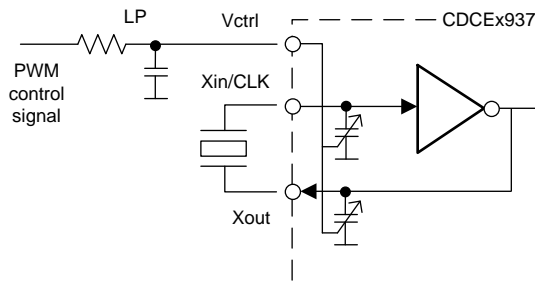 LP
Vctrl
CDCEx937
PWM
control
signal
Xin/CLK
Xout